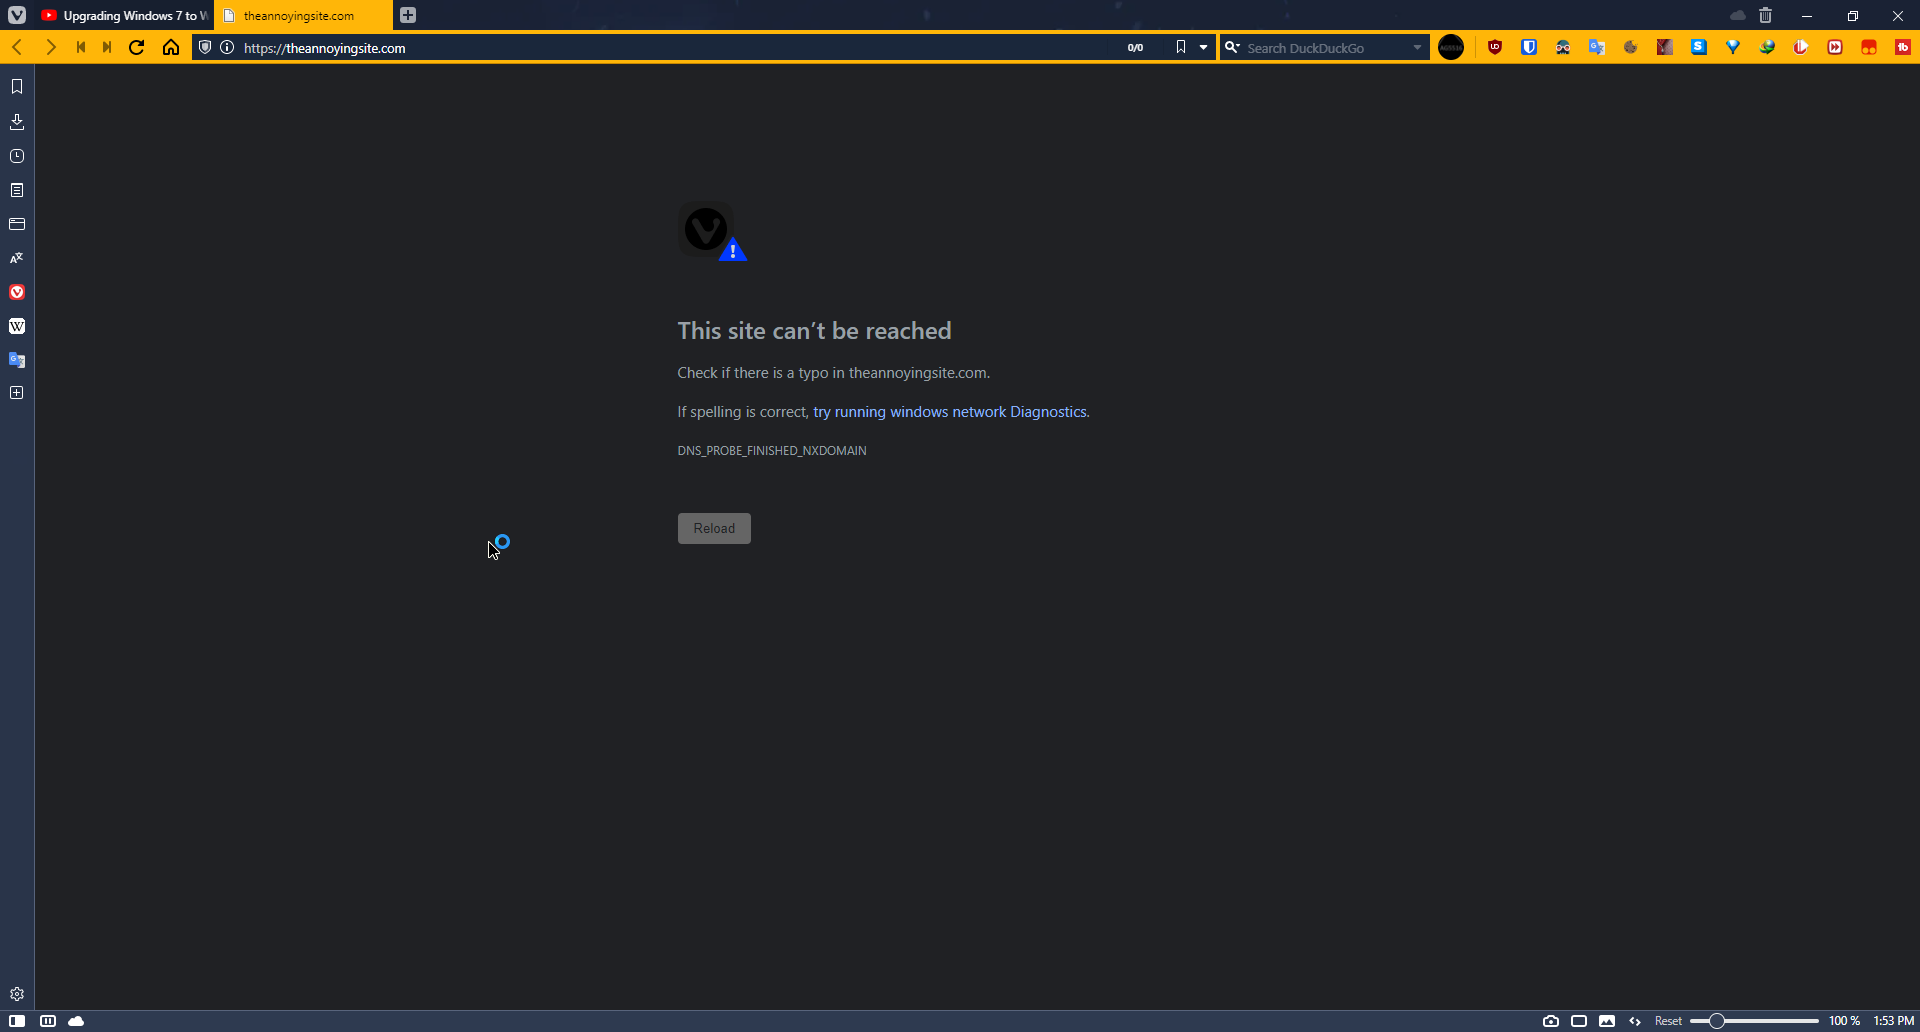 Upgrading Windows 7 to W
theannoyingsite.com
https://theannoyingsite.com
0/0
Search DuckDuckGo
This site can't be reached
Check if there is a typo in theannoyingsite.com.
If spelling is correct, try running windows network Diagnostics.
DNS_PROBE_FINISHED_NXDOMAIN
Reload
Reset
100 %
1:53 PM